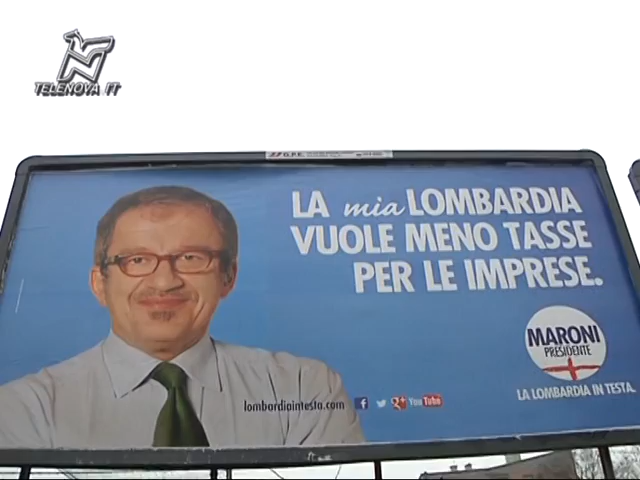 TELENOVA IT
G.P.E.
LA mia LOMBARDIA
VUOLE MENO TASSE
PER LE IMPRESE.
MARONI
PRESIDENTE
LA LOMBARDIA IN TESTA.
lombardiaintesta.com
f
g+
YouTube